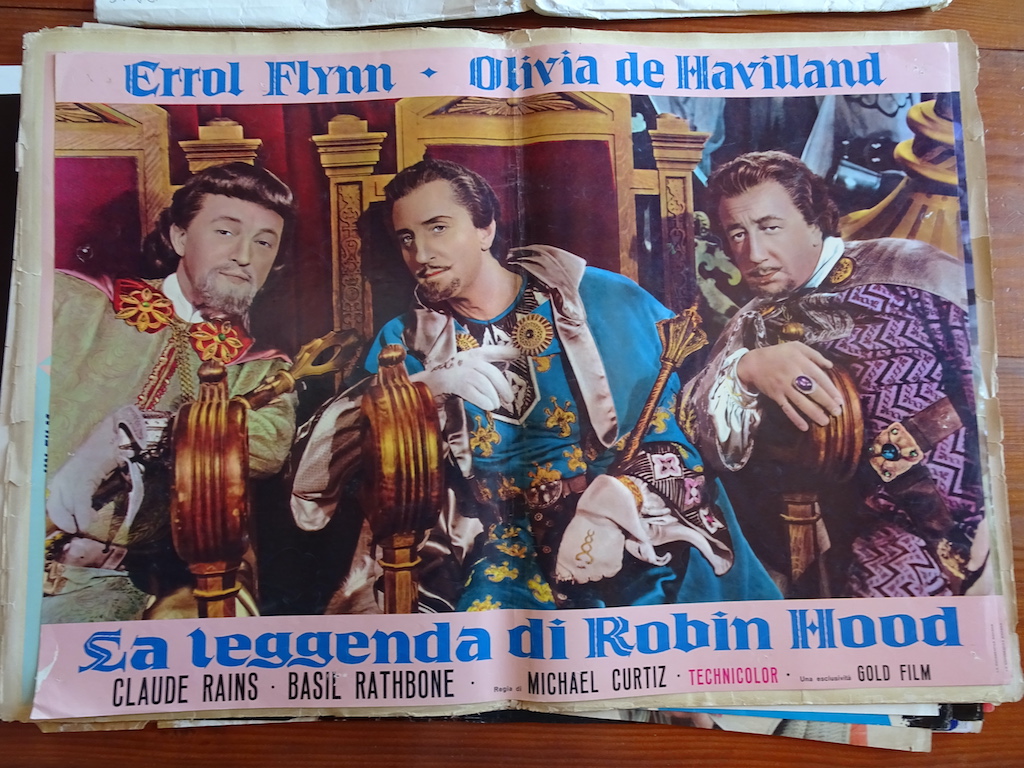 Errol Flynn ✦ Olivia de Havilland
La leggenda di Robin Hood
CLAUDE RAINS · BASIL RATHBONE · Regia di MICHAEL CURTIZ · TECHNICOLOR · Una esclusività GOLD FILM